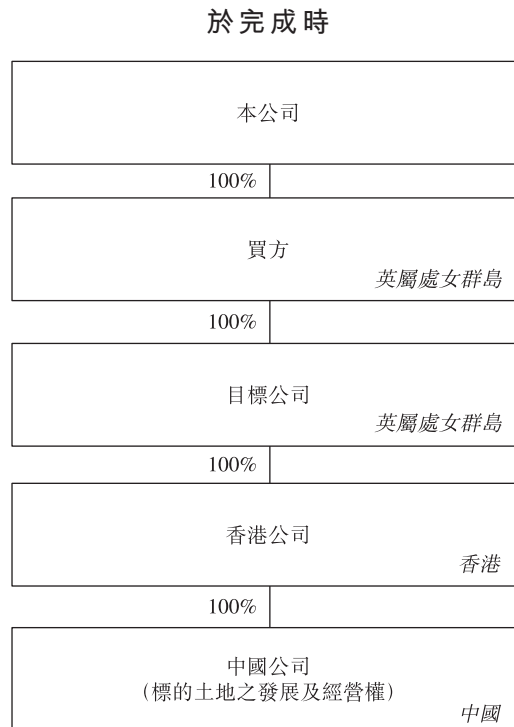 於完成時
本公司
100%
買方
英屬處女群島
100%
目標公司
英屬處女群島
100%
香港公司
香港
100%
中國公司
(標的土地之發展及經營權)
中國